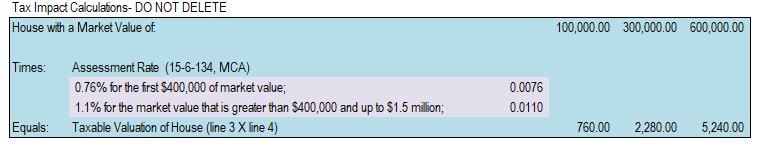 Tax Impact Calculations- DO NOT DELETE
House with a Market Value of: 100,000.00 300,000.00 600,000.00
Times: Assessment Rate (15-6-134, MCA)
0.76% for the first $400,000 of market value; 0.0076
1.1% for the market value that is greater than $400,000 and up to $1.5 million; 0.0110
Equals: Taxable Valuation of House (line 3 X line 4) 760.00 2,280.00 5,240.00